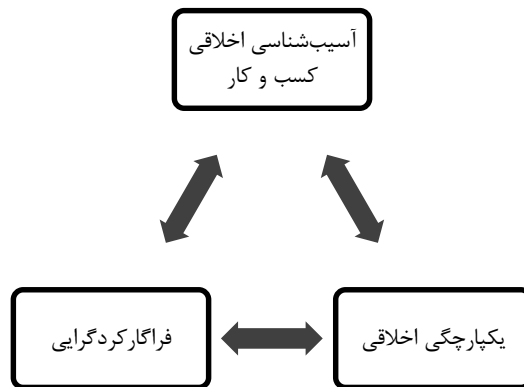 آسیب‌شناسی اخلاقی
کسب و کار
یکپارچگی اخلاقی
فراگارکردگرایی